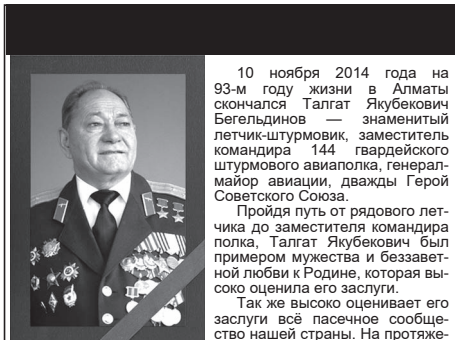 10 ноября 2014 года на
93-м году жизни в Алматы
скончался Талгат Якубекович
Бегельдинов — знаменитый
летчик-штурмовик, заместитель
командира 144 гвардейского
штурмового авиаполка, генерал-
майор авиации, дважды Герой
Советского Союза.
Пройдя путь от рядового лет-
чика до заместителя командира
полка, Талгат Якубекович был
примером мужества и беззавет-
ной любви к Родине, которая вы-
соко оценила его заслуги.
Так же высоко оценивает его
заслуги всё пасечное сообще-
ство нашей страны. На протяже-